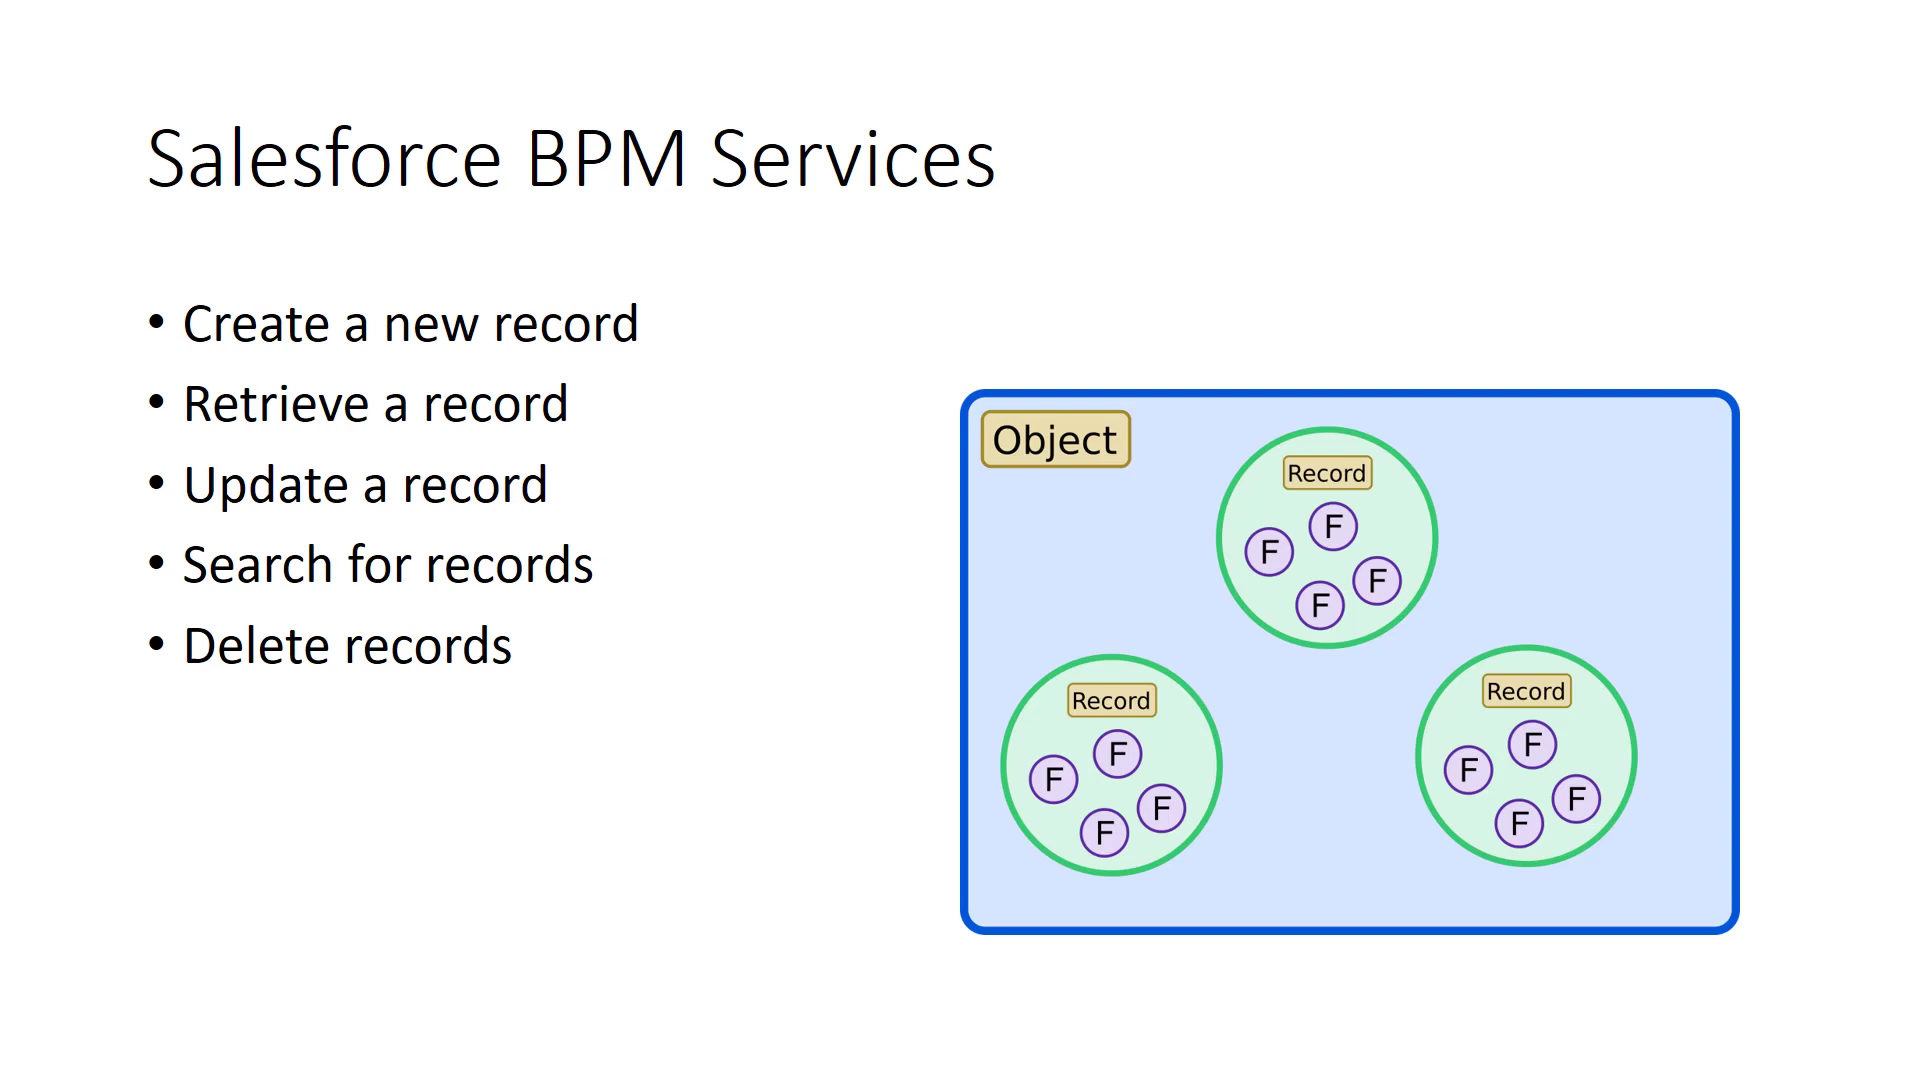 Salesforce BPM Services
• Create a new record
• Retrieve a record
• Update a record
• Search for records
• Delete records
Object
Record
F
F
F
F
Record
F
F
F
F
Record
F
F
F
F